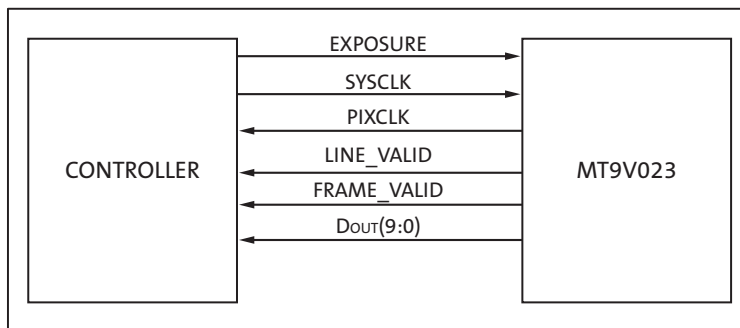 EXPOSURE
SYSCLK
PIXCLK
LINE_VALID
CONTROLLER
MT9V023
FRAME_VALID
DOUT(9:0)